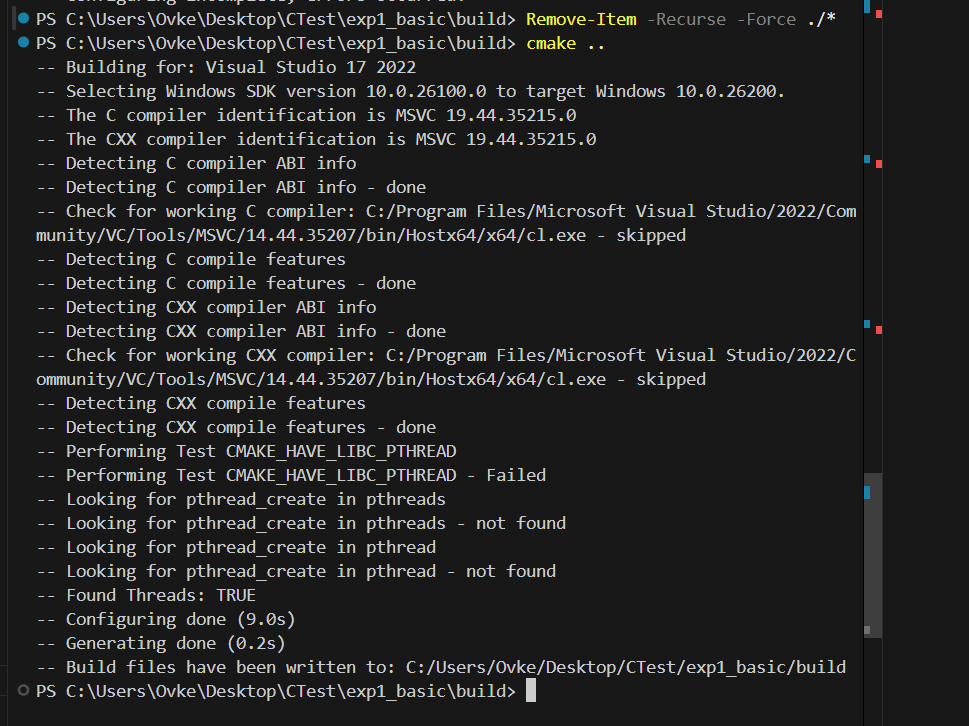 PS C:\Users\Ovke\Desktop\CTest\exp1_basic\build> Remove-Item -Recurse -Force ./*
PS C:\Users\Ovke\Desktop\CTest\exp1_basic\build> cmake ..
-- Building for: Visual Studio 17 2022
-- Selecting Windows SDK version 10.0.26100.0 to target Windows 10.0.26200.
-- The C compiler identification is MSVC 19.44.35215.0
-- The CXX compiler identification is MSVC 19.44.35215.0
-- Detecting C compiler ABI info
-- Detecting C compiler ABI info - done
-- Check for working C compiler: C:/Program Files/Microsoft Visual Studio/2022/Com
munity/VC/Tools/MSVC/14.44.35207/bin/Hostx64/x64/cl.exe - skipped
-- Detecting C compile features
-- Detecting C compile features - done
-- Detecting CXX compiler ABI info
-- Detecting CXX compiler ABI info - done
-- Check for working CXX compiler: C:/Program Files/Microsoft Visual Studio/2022/C
ommunity/VC/Tools/MSVC/14.44.35207/bin/Hostx64/x64/cl.exe - skipped
-- Detecting CXX compile features
-- Detecting CXX compile features - done
-- Performing Test CMAKE_HAVE_LIBC_PTHREAD
-- Performing Test CMAKE_HAVE_LIBC_PTHREAD - Failed
-- Looking for pthread_create in pthreads
-- Looking for pthread_create in pthreads - not found
-- Looking for pthread_create in pthread
-- Looking for pthread_create in pthread - not found
-- Found Threads: TRUE
-- Configuring done (9.0s)
-- Generating done (0.2s)
-- Build files have been written to: C:/Users/Ovke/Desktop/CTest/exp1_basic/build
PS C:\Users\Ovke\Desktop\CTest\exp1_basic\build>